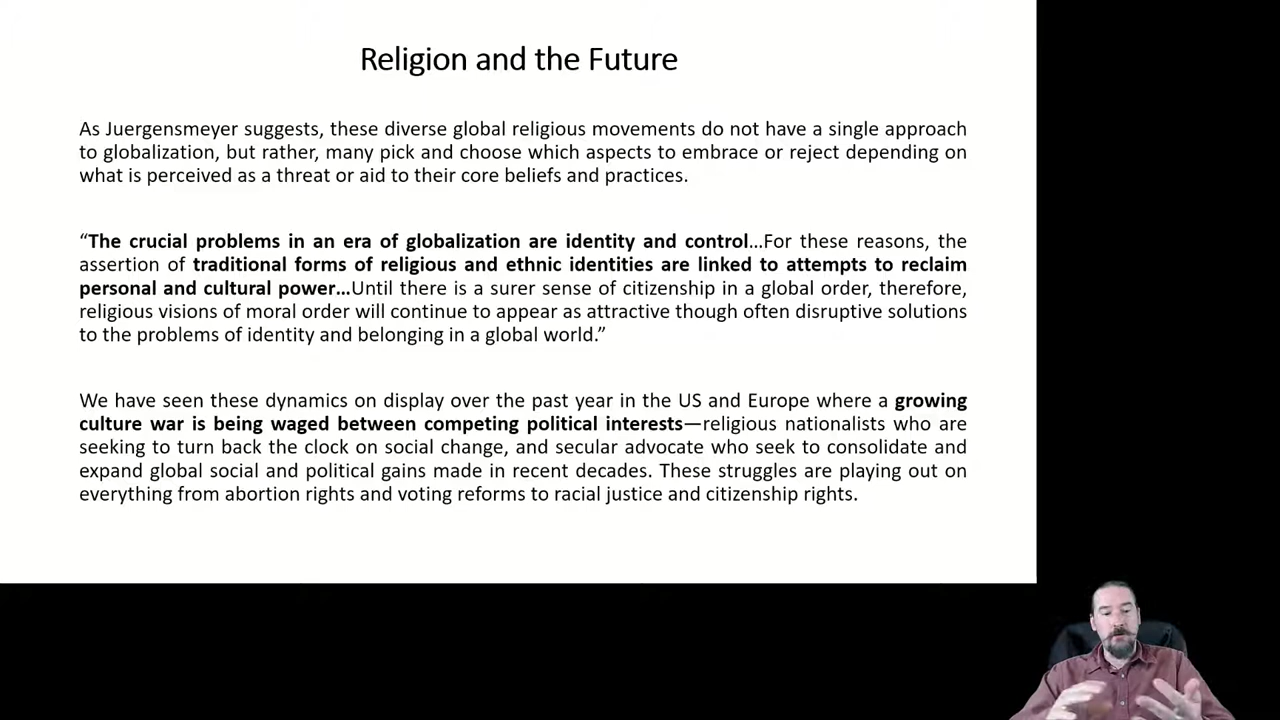 Religion and the Future
As Juergensmeyer suggests, these diverse global religious movements do not have a single approach
to globalization, but rather, many pick and choose which aspects to embrace or reject depending on
what is perceived as a threat or aid to their core beliefs and practices.
“The crucial problems in an era of globalization are identity and control…For these reasons, the
assertion of traditional forms of religious and ethnic identities are linked to attempts to reclaim
personal and cultural power…Until there is a surer sense of citizenship in a global order, therefore,
religious visions of moral order will continue to appear as attractive though often disruptive solutions
to the problems of identity and belonging in a global world.”
We have seen these dynamics on display over the past year in the US and Europe where a growing
culture war is being waged between competing political interests—religious nationalists who are
seeking to turn back the clock on social change, and secular advocate who seek to consolidate and
expand global social and political gains made in recent decades. These struggles are playing out on
everything from abortion rights and voting reforms to racial justice and citizenship rights.